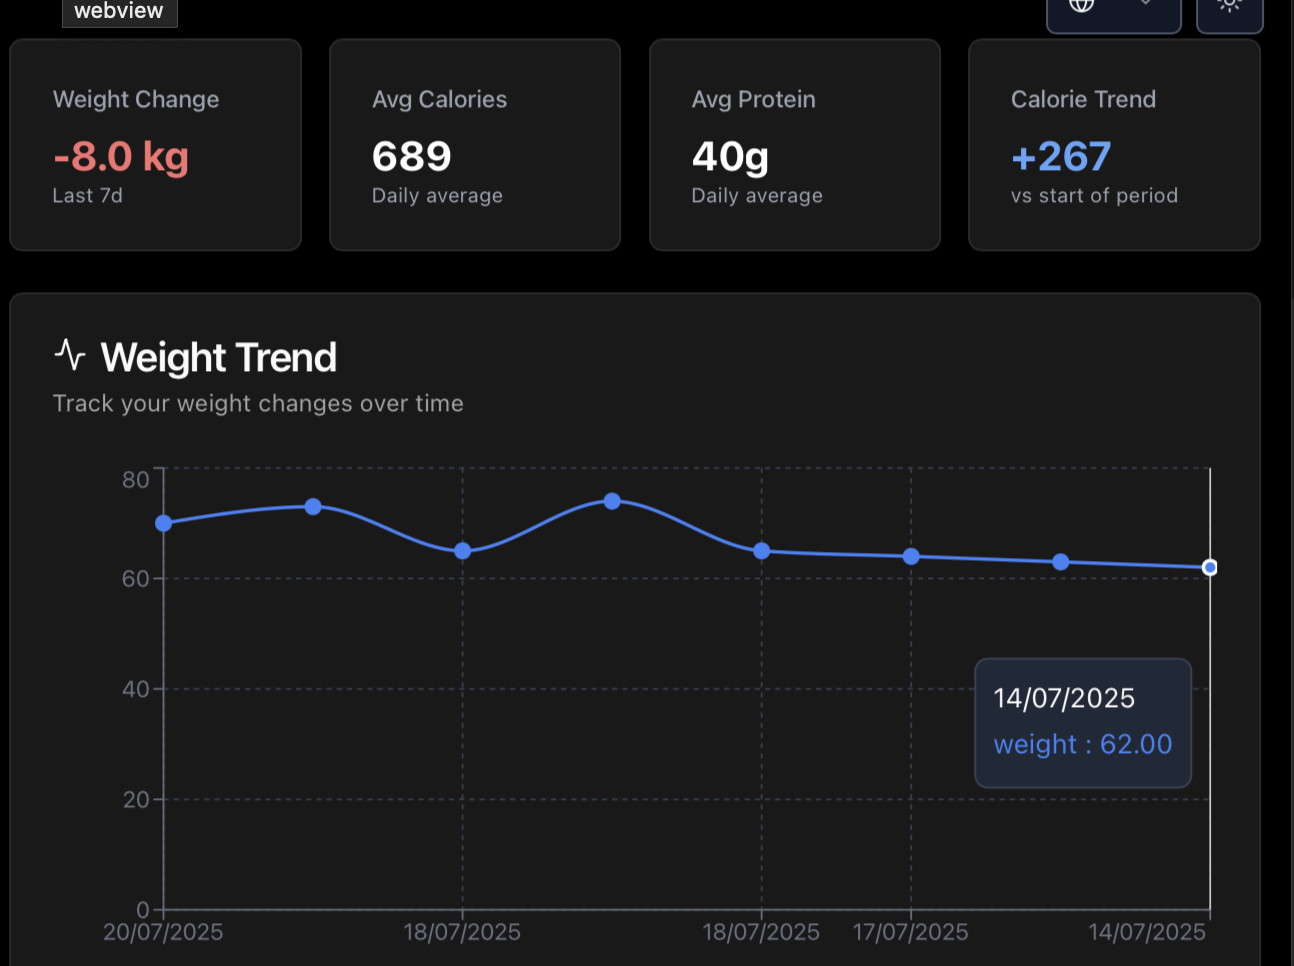 webview
Weight Change
-8.0 kg
Last 7d
Avg Calories
689
Daily average
Avg Protein
40g
Daily average
Calorie Trend
+267
vs start of period
Weight Trend
Track your weight changes over time
80
60
40
20
0
14/07/2025
weight : 62.00
20/07/2025
18/07/2025
18/07/2025
17/07/2025
14/07/2025